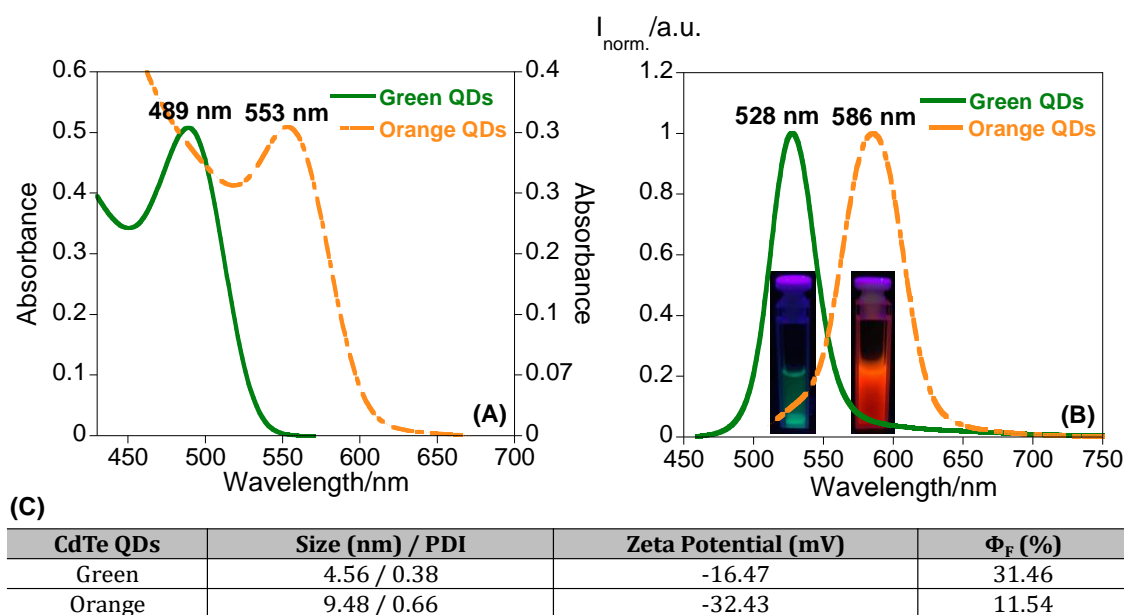 I norm./a.u.
0.6
0.5
0.4
0.3
0.2
0.1
0
Absorbance
489 nm 553 nm
Green QDs
Orange QDs
(A)
0.4
0.3
0.3
0.2
0.1
0.07
0
Absorbance
450 500 550 600 650 700
Wavelength/nm
1.2
1
0.8
0.6
0.4
0.2
0
528 nm 586 nm
Green QDs
Orange QDs
(B)
450 500 550 600 650 700 750
Wavelength/nm
(C)
CdTe QDs Size (nm) / PDI Zeta Potential (mV) ΦF (%)
Green 4.56 / 0.38 -16.47 31.46
Orange 9.48 / 0.66 -32.43 11.54